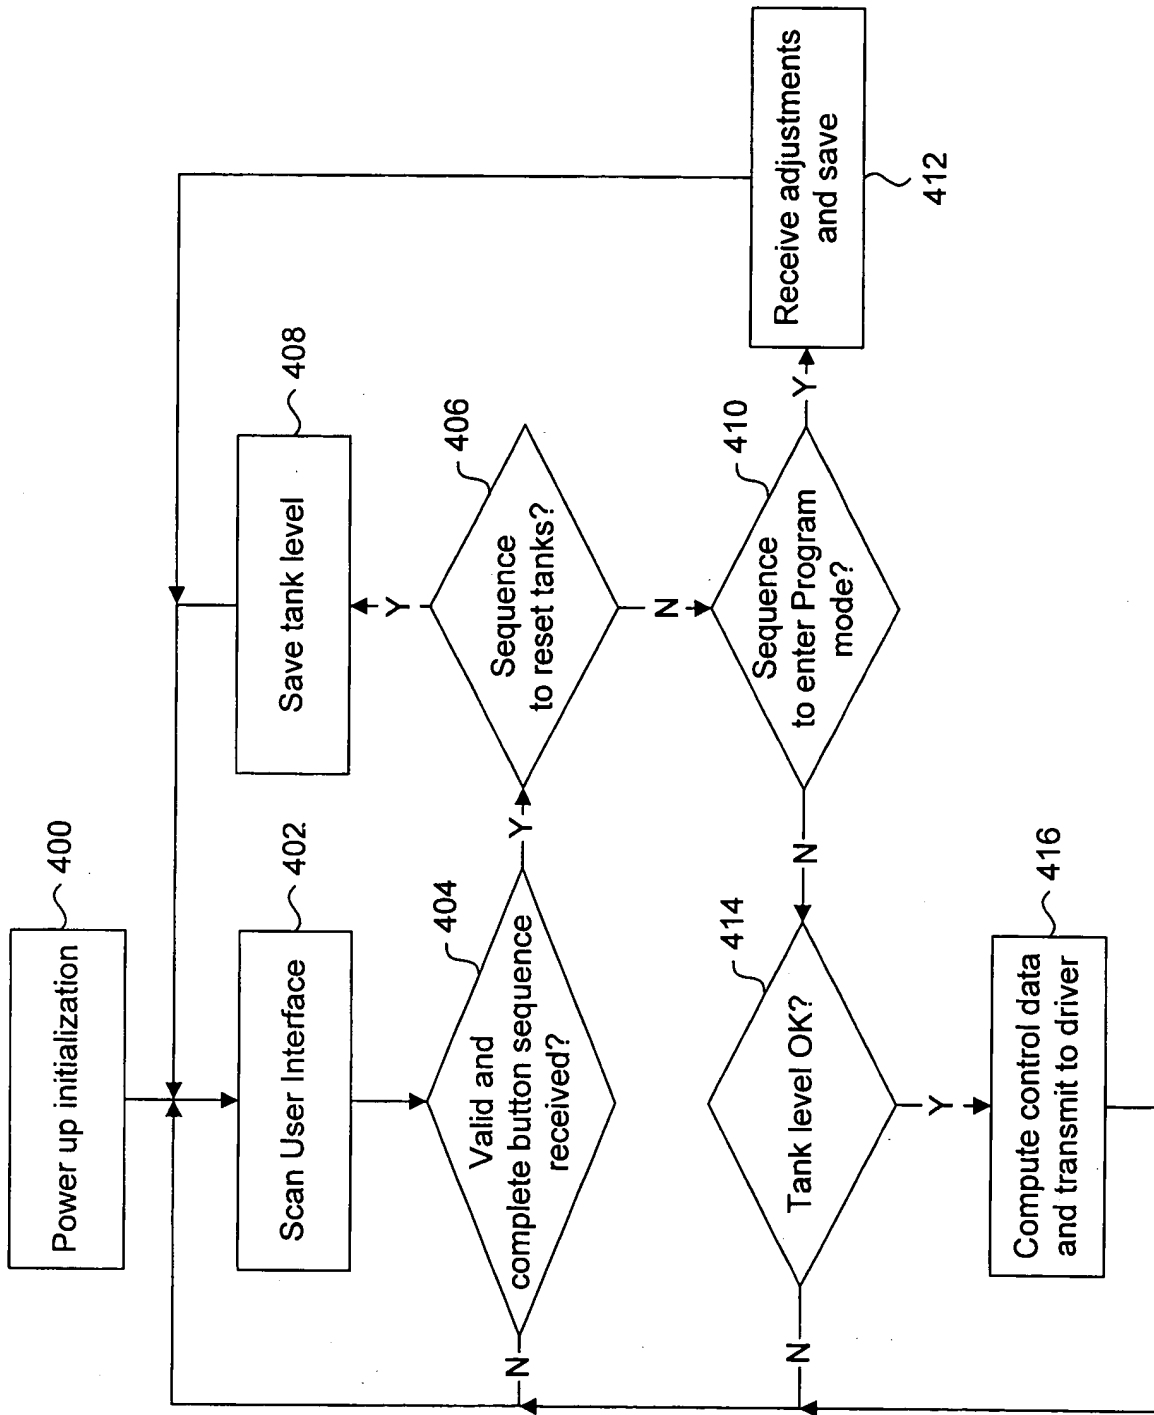 Power up initialization
400
Scan User Interface
402
Valid and
complete button sequence
received?
404
N
Y
Sequence
to reset tanks?
406
Y
N
Save tank level
408
Sequence
to enter Program
mode?
410
Y
N
Receive adjustments
and save
412
Tank level OK?
414
N
Y
Compute control data
and transmit to driver
416